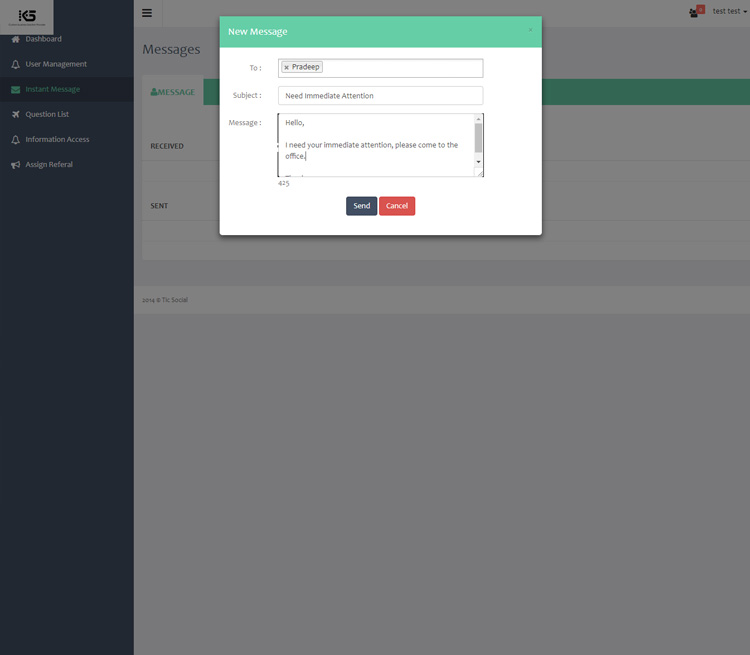 K5
test test
Dashboard
User Management
Instant Message
Question List
Information Access
Assign Referal
Messages
MESSAGE
RECEIVED
SENT
2014 © Tic Social
New Message
×
To :
× Pradeep
Subject :
Need Immediate Attention
Message :
Hello,
I need your immediate attention, please come to the
office.
425
Send
Cancel